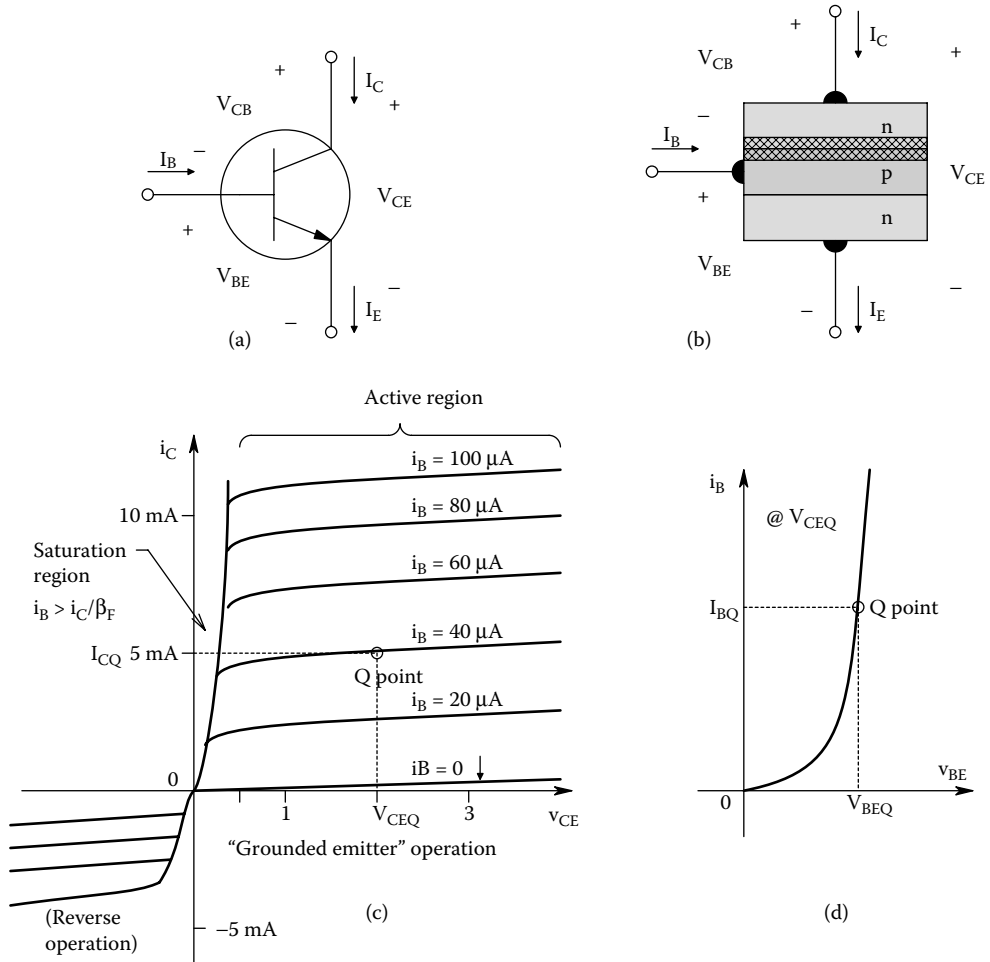 +
I_C
V_CB
+
I_B
−
V_CE
+
V_BE
−
I_E
−
(a)
+
I_C
+
V_CB
−
n
I_B
p
V_CE
+
n
V_BE
−
I_E
−
(b)
Active region
i_C
i_B = 100 μA
10 mA
i_B = 80 μA
Saturation
region
i_B > i_C/β_F
i_B = 60 μA
i_B = 40 μA
I_CQ 5 mA
Q point
i_B = 20 μA
0
iB = 0
1
V_CEQ
3
v_CE
“Grounded emitter” operation
(Reverse
operation)
−5 mA
(c)
i_B
@ V_CEQ
I_BQ
Q point
v_BE
0
V_BEQ
(d)